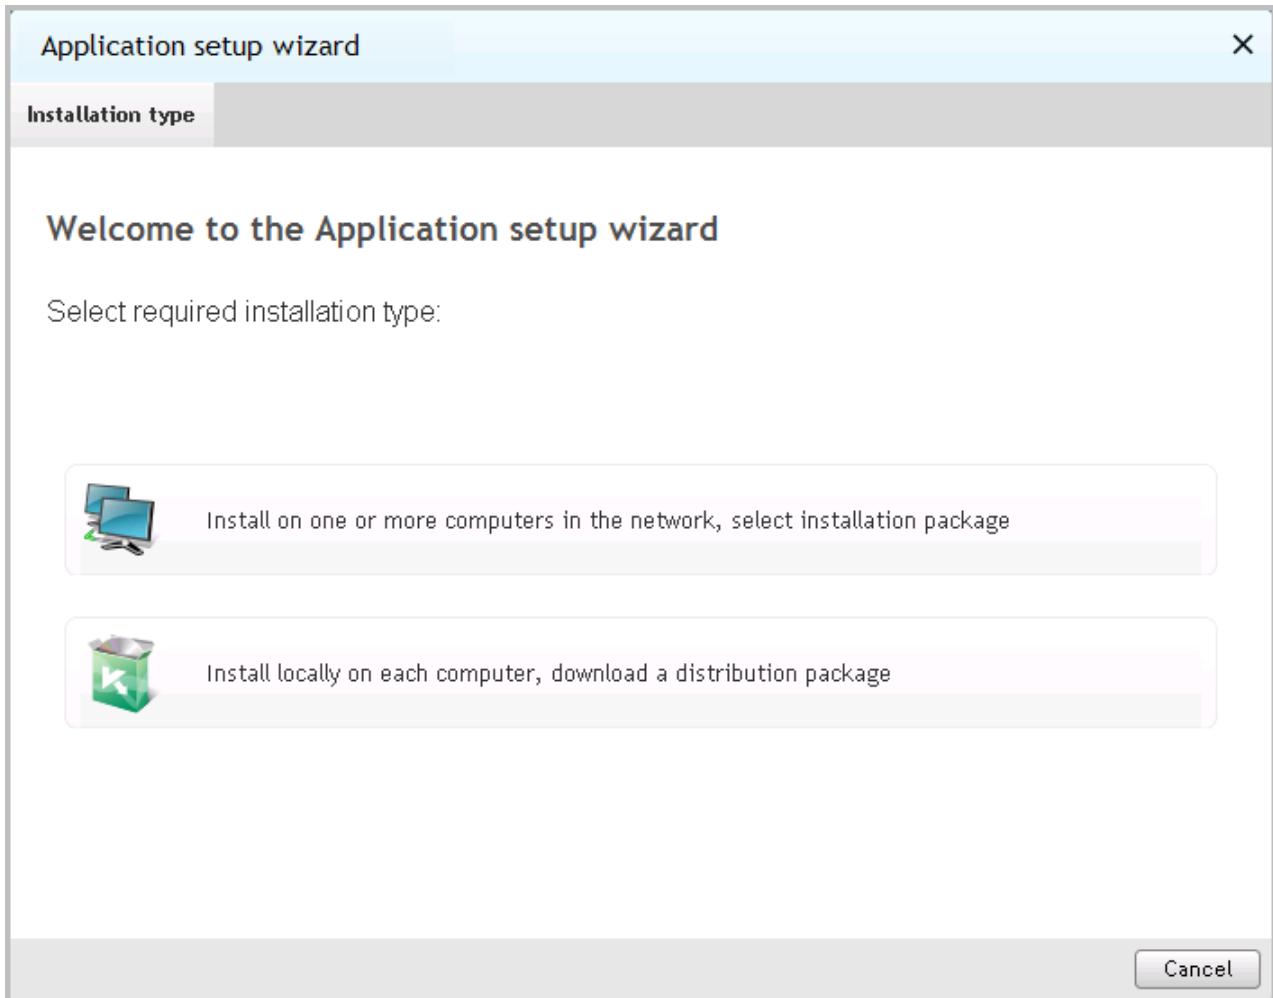 Application setup wizard
Installation type
Welcome to the Application setup wizard
Select required installation type:
Install on one or more computers in the network, select installation package
Install locally on each computer, download a distribution package
Cancel